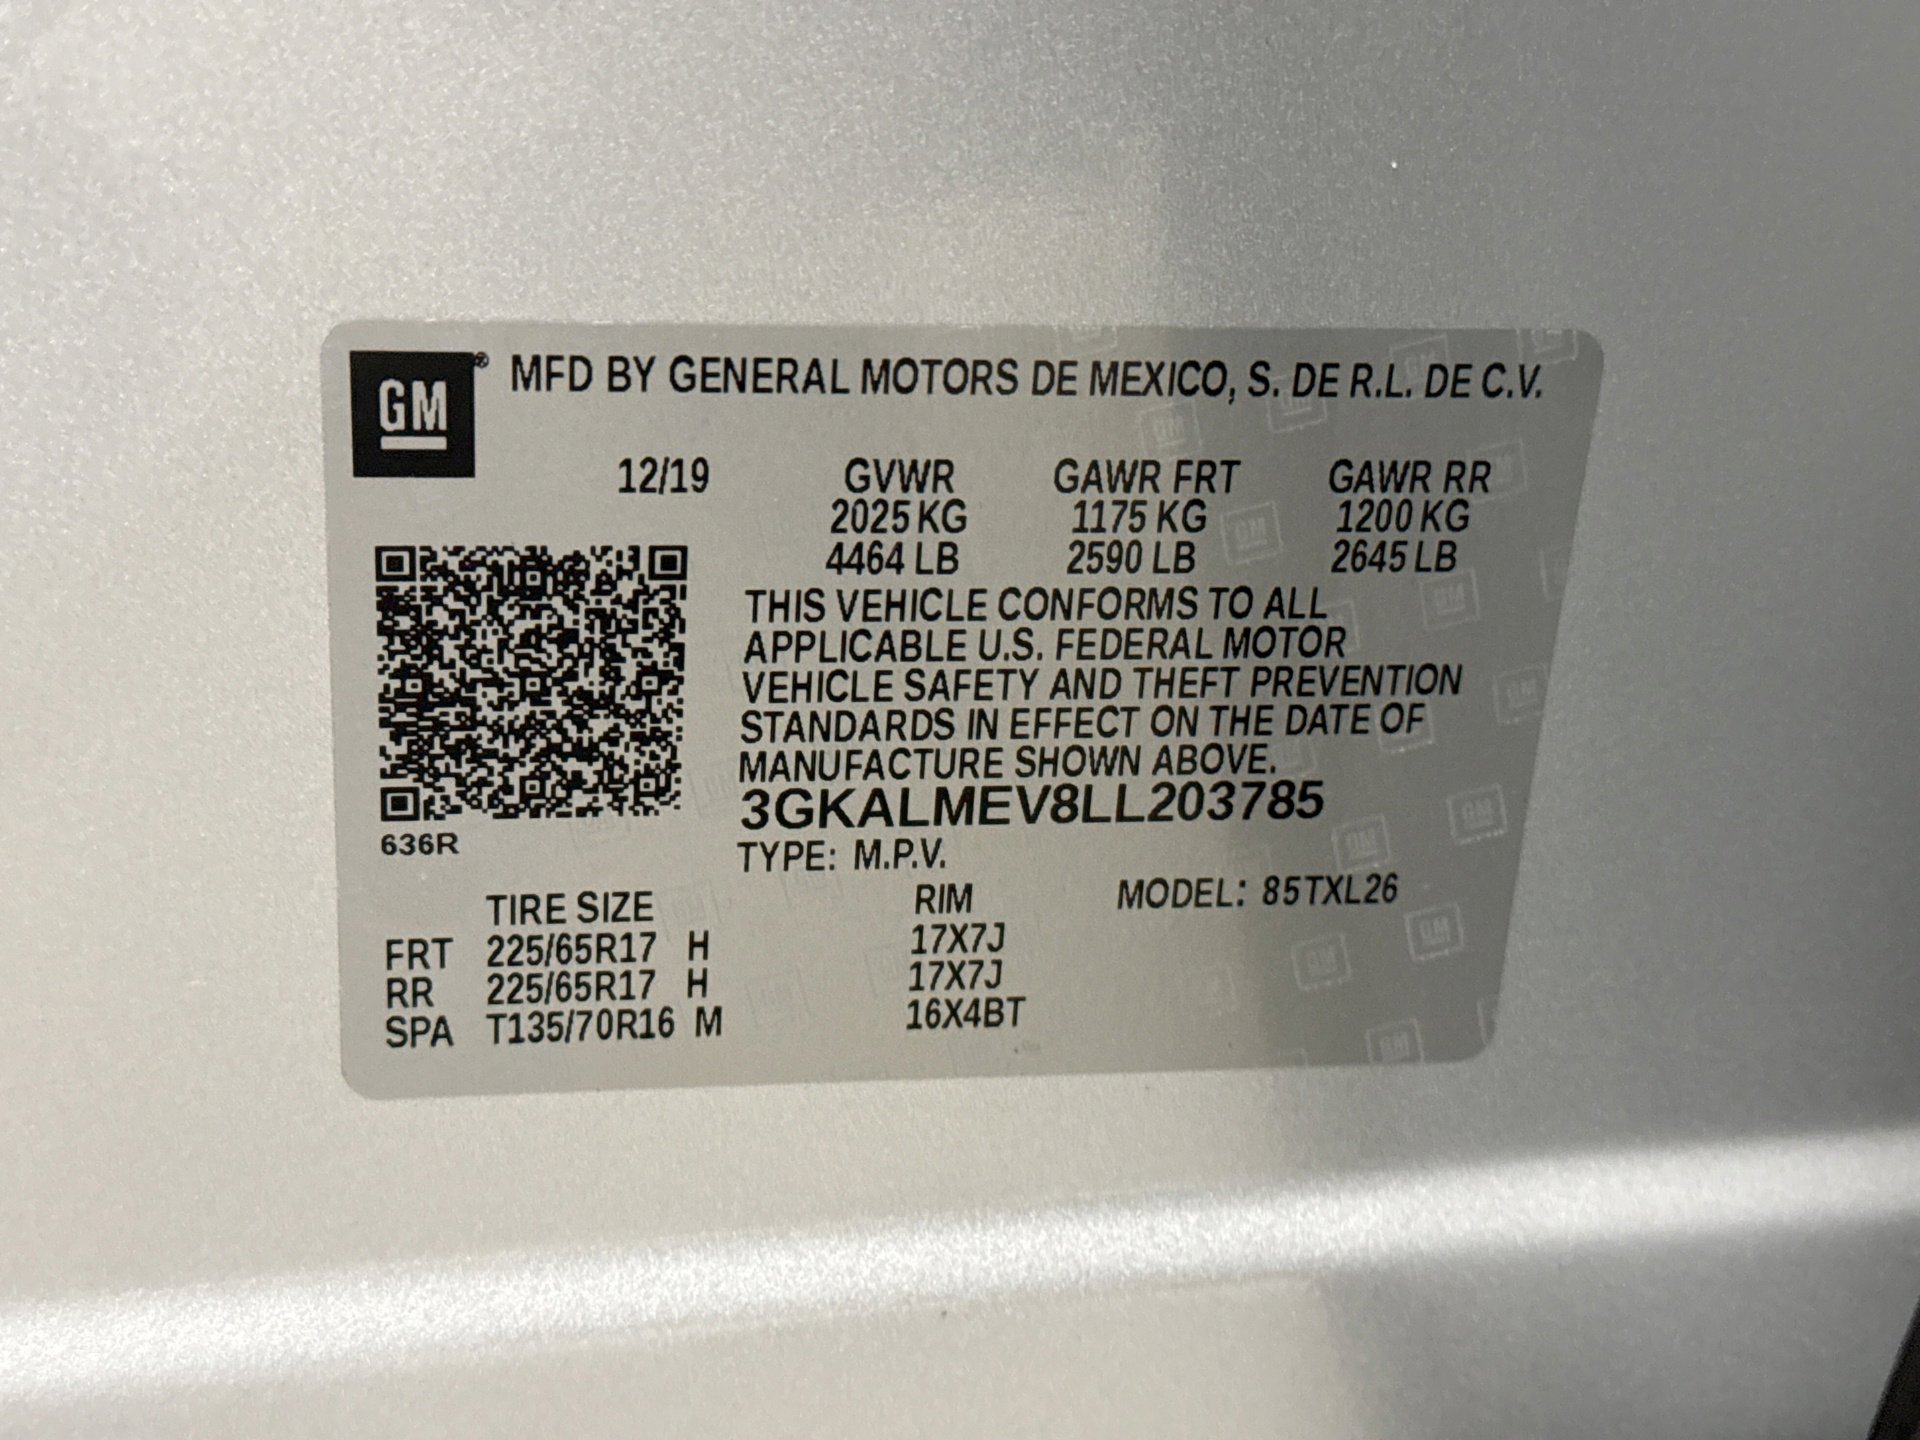 GM® MFD BY GENERAL MOTORS DE MEXICO, S. DE R.L. DE C.V.
12/19 GVWR GAWR FRT GAWR RR
2025 KG 1175 KG 1200 KG
4464 LB 2590 LB 2645 LB
THIS VEHICLE CONFORMS TO ALL
APPLICABLE U.S. FEDERAL MOTOR
VEHICLE SAFETY AND THEFT PREVENTION
STANDARDS IN EFFECT ON THE DATE OF
MANUFACTURE SHOWN ABOVE.
3GKALMEV8LL203785
636R
TYPE: M.P.V.
TIRE SIZE RIM MODEL: 85TXL26
FRT 225/65R17 H 17X7J
RR 225/65R17 H 17X7J
SPA T135/70R16 M 16X4BT